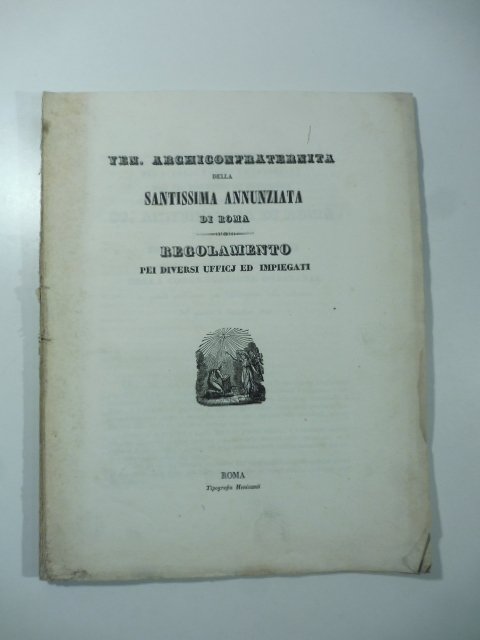 VEN. ARCHICONFRATERNITA
DELLA
SANTISSIMA ANNUNZIATA
DI ROMA
REGOLAMENTO
PEI DIVERSI UFFICJ ED IMPIEGATI
ROMA
Tipografia Menicanti